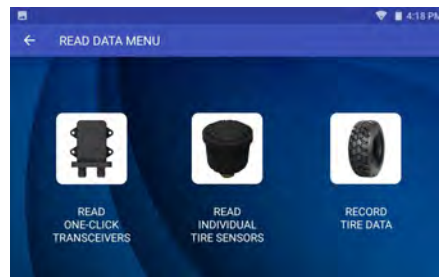 4:18 PM
READ DATA MENU
READ
ONE-CLICK
TRANSCEIVERS
READ
INDIVIDUAL
TIRE SENSORS
RECORD
TIRE DATA